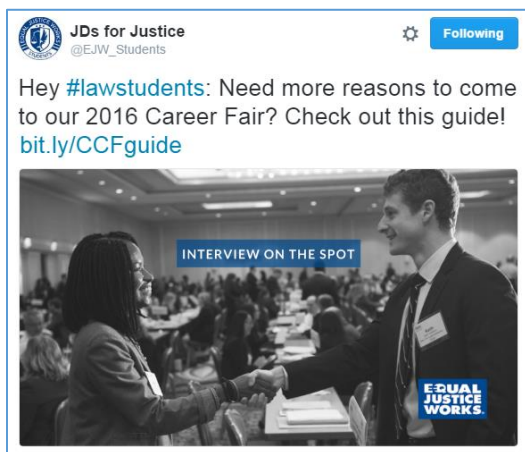 JDs for Justice
@EJW_Students
Following
Hey #lawstudents: Need more reasons to come
to our 2016 Career Fair? Check out this guide!
bit.ly/CCFguide
INTERVIEW ON THE SPOT
EQUAL
JUSTICE
WORKS